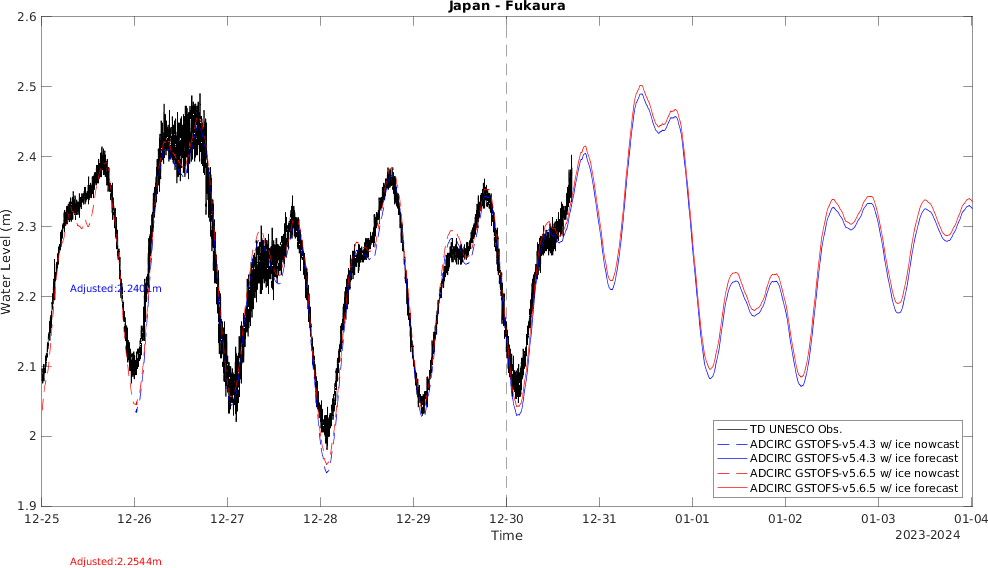 Japan - Fukaura
2.6
2.5
2.4
2.3
2.2
2.1
2
1.9
Water Level (m)
Adjusted:2.2401m
TD UNESCO Obs.
ADCIRC GSTOFS-v5.4.3 w/ ice nowcast
ADCIRC GSTOFS-v5.4.3 w/ ice forecast
ADCIRC GSTOFS-v5.6.5 w/ ice nowcast
ADCIRC GSTOFS-v5.6.5 w/ ice forecast
12-25 12-26 12-27 12-28 12-29 12-30 12-31 01-01 01-02 01-03 01-04
Time
2023-2024
Adjusted:2.2544m